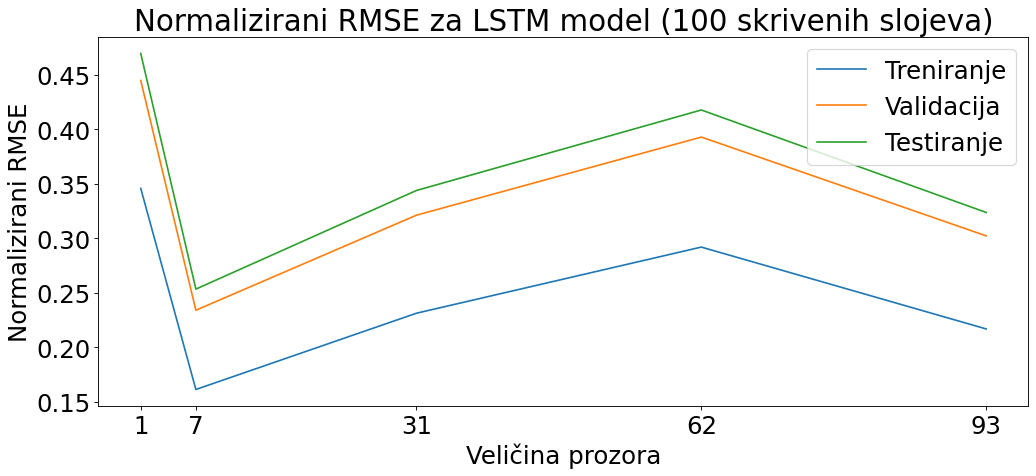 Normalizirani RMSE za LSTM model (100 skrivenih slojeva)
Normalizirani RMSE
0.45
0.40
0.35
0.30
0.25
0.20
0.15
Treniranje
Validacija
Testiranje
1 7 31 62 93
Veličina prozora